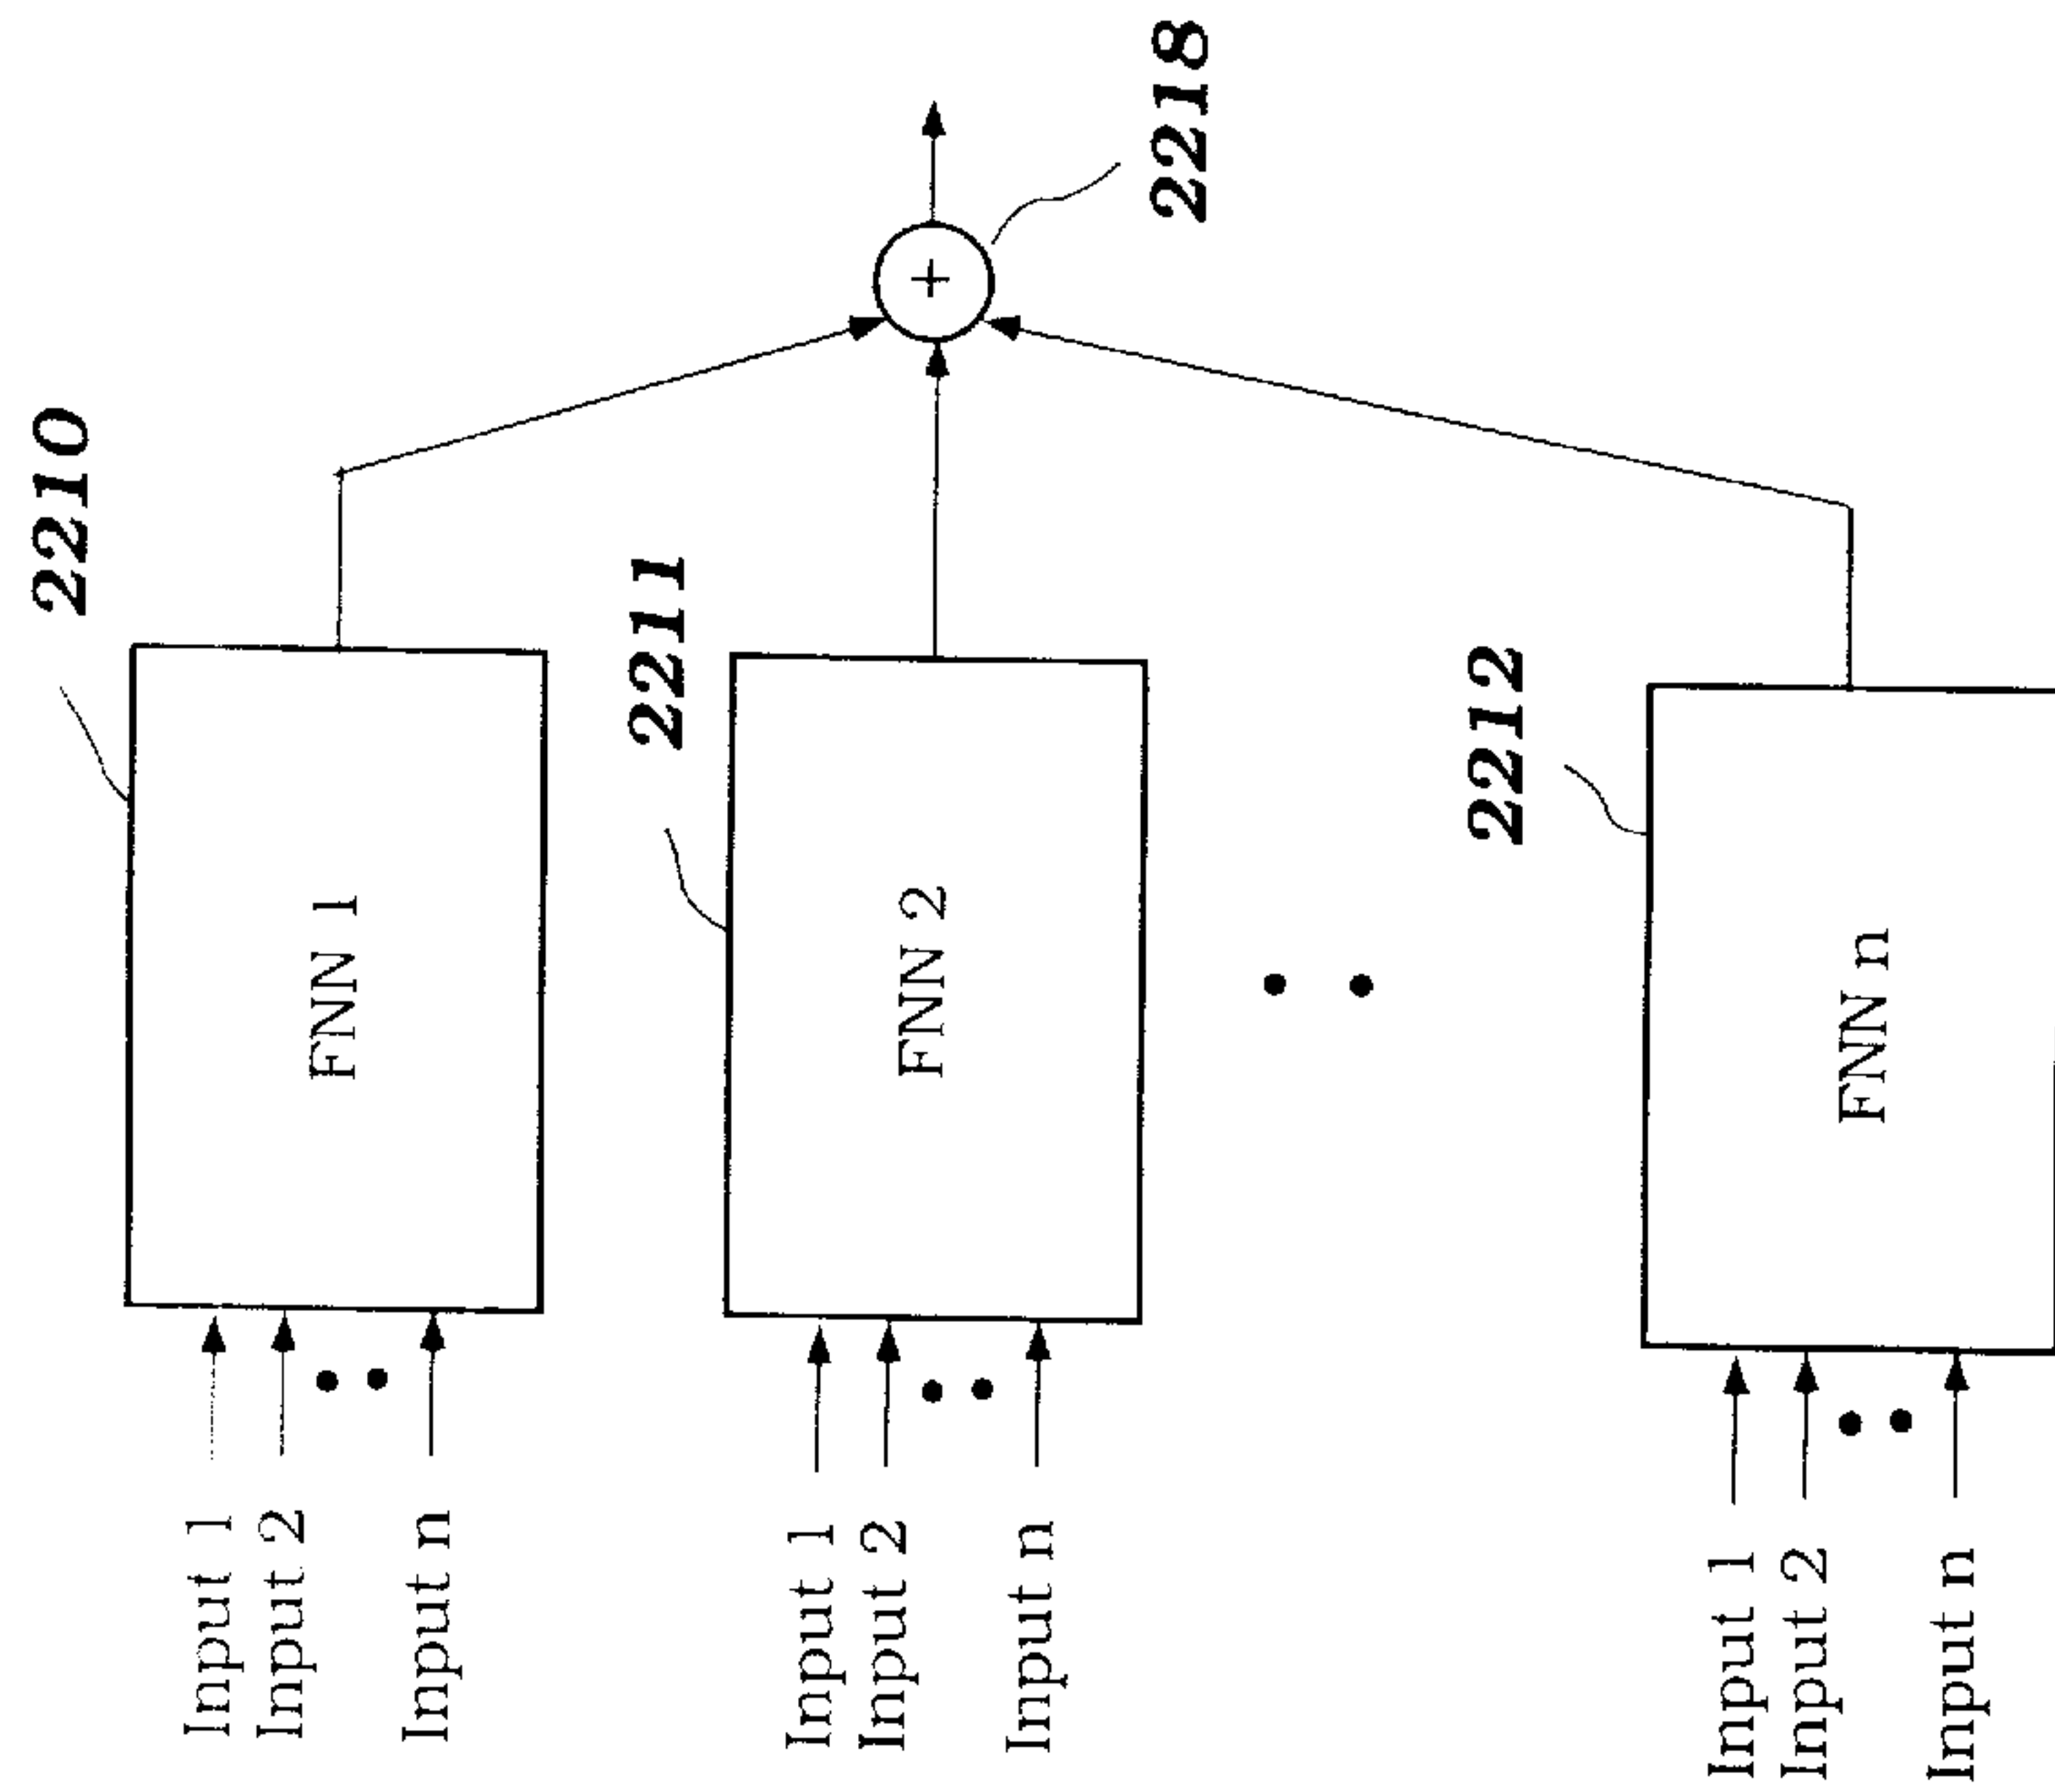 2210
Input 1
Input 2
Input n
FNN 1
2211
Input 1
Input 2
Input n
FNN 2
+
2218
2212
Input 1
Input 2
Input n
FNN n